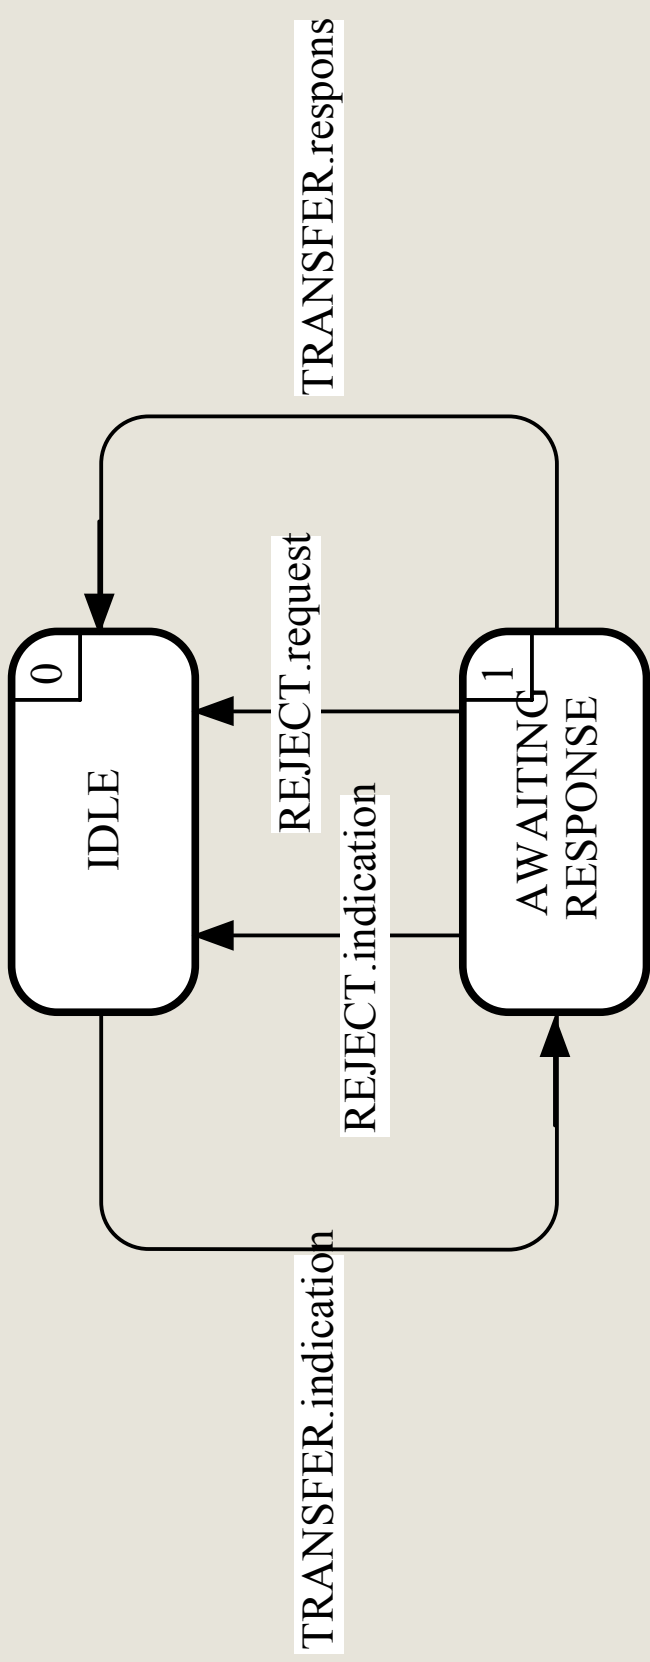 0
IDLE
TRANSFER.indication
REJECT.indication
REJECT.request
TRANSFER.respons
1
AWAITING
RESPONSE